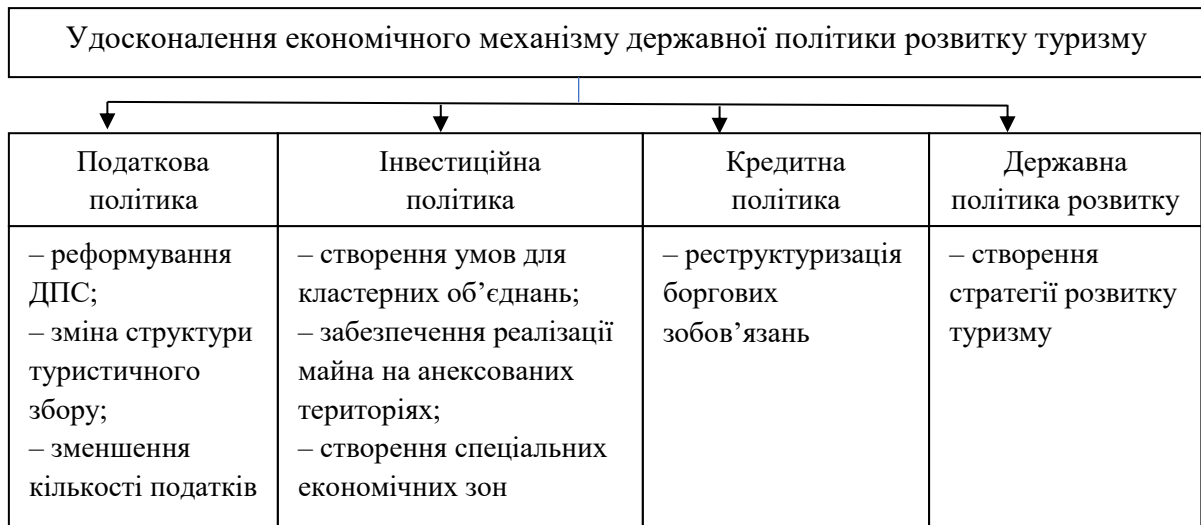 Удосконалення економічного механізму державної політики розвитку туризму
Податкова
політика
Інвестиційна
політика
Кредитна
політика
Державна
політика розвитку
– реформування
ДПС;
– зміна структури
туристичного
збору;
– зменшення
кількості податків
– створення умов для
кластерних об’єднань;
– забезпечення реалізації
майна на анексованих
територіях;
– створення спеціальних
економічних зон
– реструктуризація
боргових
зобов’язань
– створення
стратегії розвитку
туризму